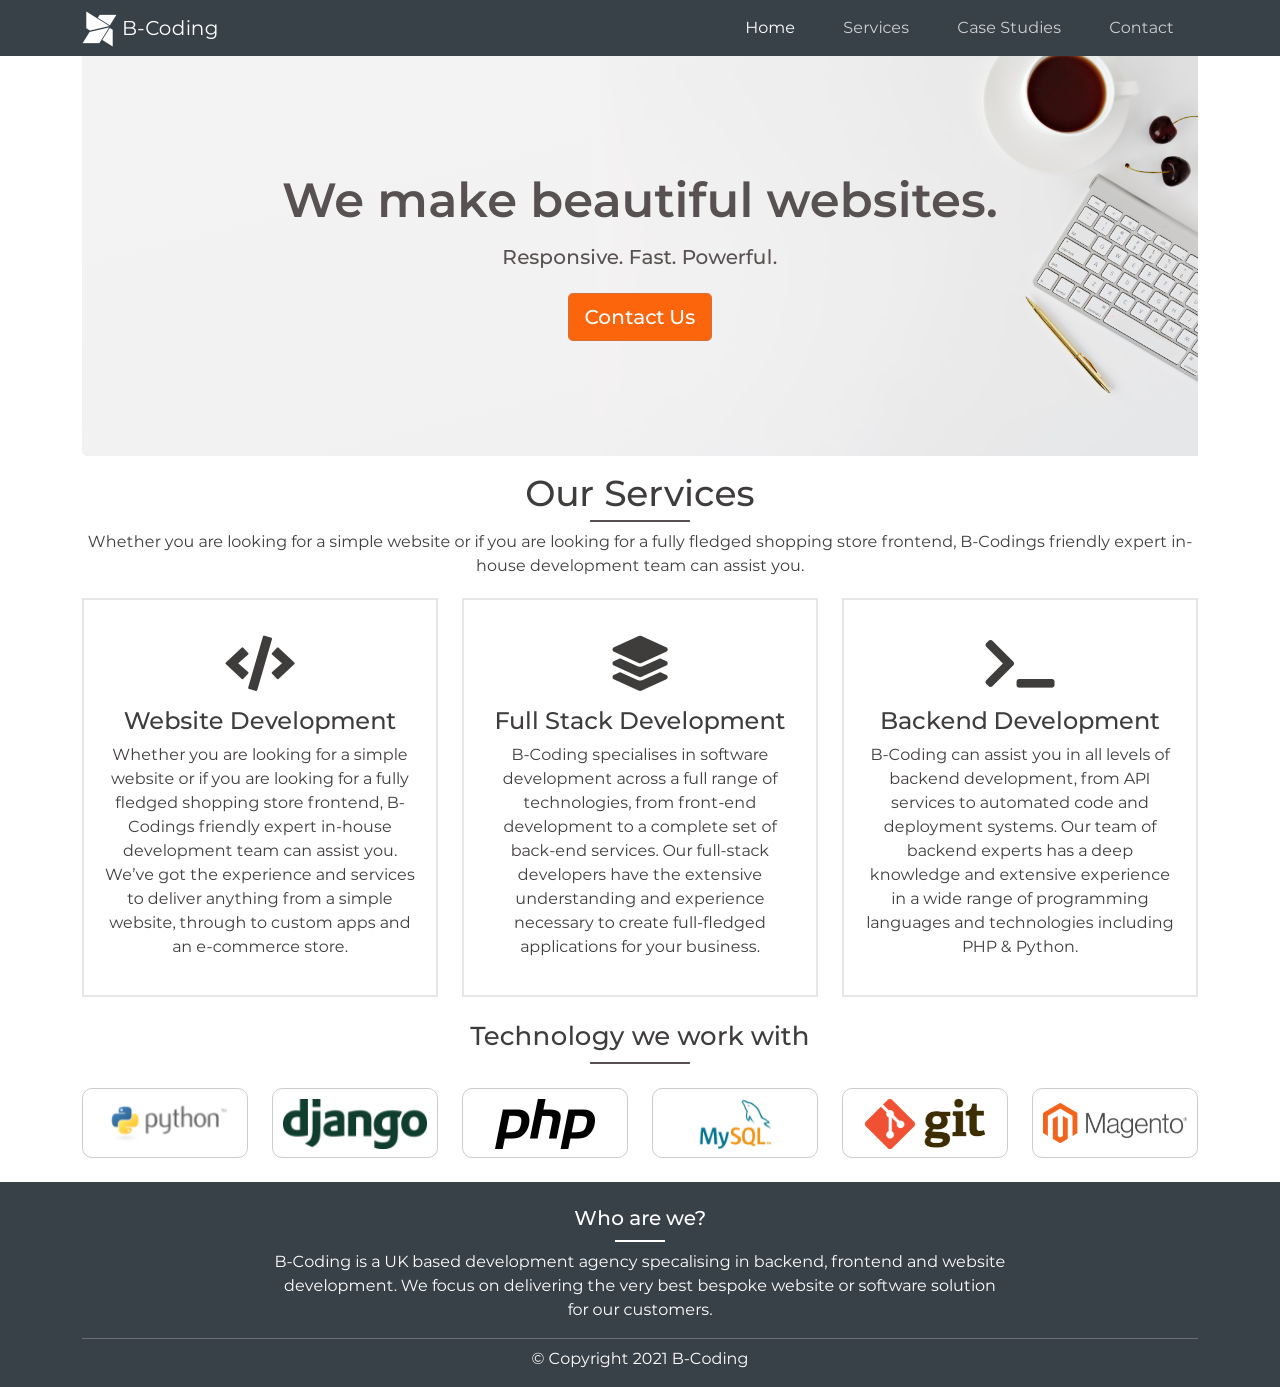 B-Coding
Home Services Case Studies Contact
We make beautiful websites.
Responsive. Fast. Powerful.
Contact Us
Our Services
Whether you are looking for a simple website or if you are looking for a fully fledged shopping store frontend, B-Codings friendly expert in-
house development team can assist you.
Website Development
Whether you are looking for a simple
website or if you are looking for a fully
fledged shopping store frontend, B-
Codings friendly expert in-house
development team can assist you.
We’ve got the experience and services
to deliver anything from a simple
website, through to custom apps and
an e-commerce store.
Full Stack Development
B-Coding specialises in software
development across a full range of
technologies, from front-end
development to a complete set of
back-end services. Our full-stack
developers have the extensive
understanding and experience
necessary to create full-fledged
applications for your business.
Backend Development
B-Coding can assist you in all levels of
backend development, from API
services to automated code and
deployment systems. Our team of
backend experts has a deep
knowledge and extensive experience
in a wide range of programming
languages and technologies including
PHP & Python.
Technology we work with
python™
django
php
MySQL
git
Magento
Who are we?
B-Coding is a UK based development agency specalising in backend, frontend and website
development. We focus on delivering the very best bespoke website or software solution
for our customers.
© Copyright 2021 B-Coding